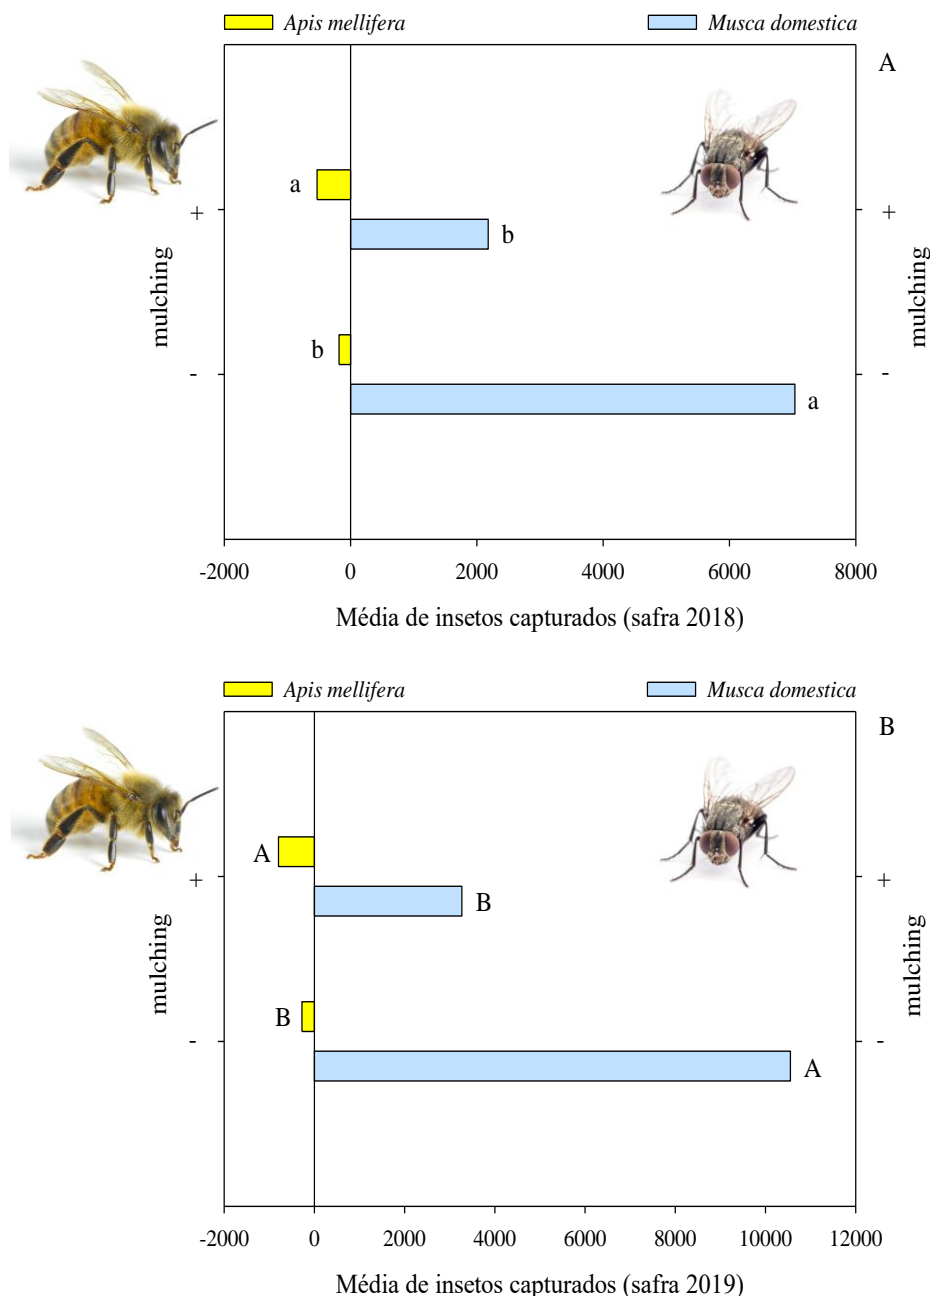 Apis mellifera Musca domestica
A
a
+ +
b
mulching mulching
b
- -
a
-2000 0 2000 4000 6000 8000
Média de insetos capturados (safra 2018)
Apis mellifera Musca domestica
B
A
+ +
B
mulching mulching
B
- -
A
-2000 0 2000 4000 6000 8000 10000 12000
Média de insetos capturados (safra 2019)